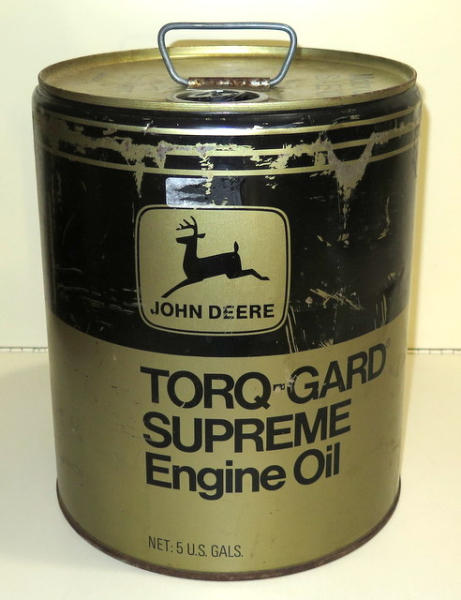 JOHN DEERE
TORQ-GARD®
SUPREME
Engine Oil
NET: 5 U.S. GALS.